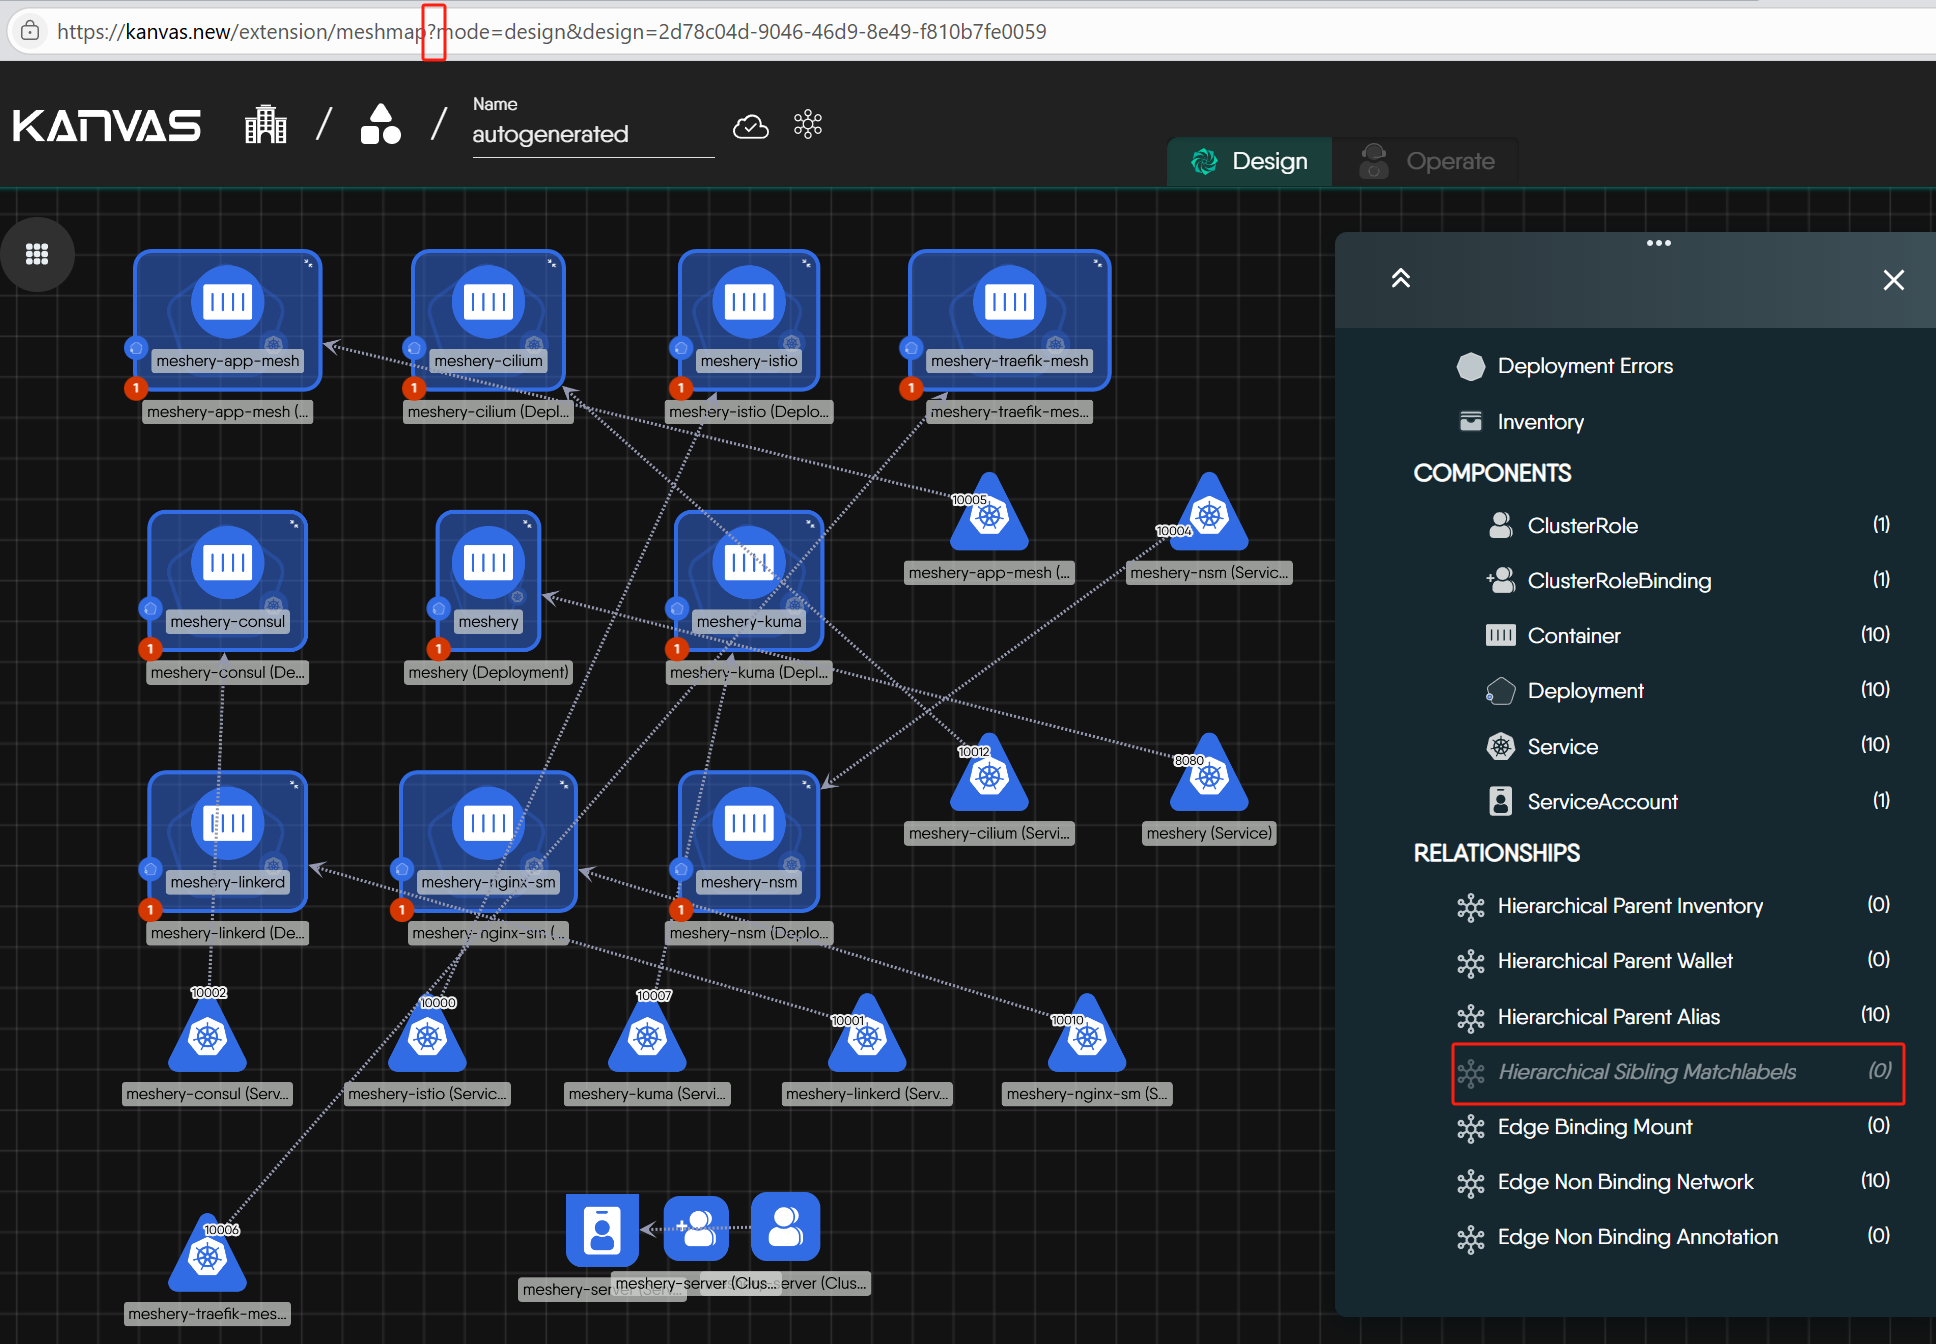 https://kanvas.new/extension/meshmap?mode=design&design=2d78c04d-9046-46d9-8e49-f810b7fe0059
KANVAS
/
/
Name
autogenerated
Design
Operate
meshery-app-mesh
meshery-cilium
meshery-istio
meshery-traefik-mesh
1
1
1
1
meshery-app-mesh (...
meshery-cilium (Depl...
meshery-istio (Deplo...
meshery-traefik-mes...
10005
10004
meshery-app-mesh (...
meshery-nsm (Servic...
meshery-consul
meshery
meshery-kuma
1
1
1
meshery-consul (De...
meshery (Deployment)
meshery-kuma (Depl...
10012
8080
meshery-cilium (Servi...
meshery (Service)
meshery-linkerd
meshery-nginx-sm
meshery-nsm
1
1
1
meshery-linkerd (De...
meshery-nginx-sm (...
meshery-nsm (Deplo...
10002
10000
10007
10001
10010
meshery-consul (Serv...
meshery-istio (Servic...
meshery-kuma (Servi...
meshery-linkerd (Serv...
meshery-nginx-sm (S...
10006
meshery-traefik-mes...
meshery-server (Clus...
erver (Clus...
Deployment Errors
Inventory
COMPONENTS
ClusterRole (1)
ClusterRoleBinding (1)
Container (10)
Deployment (10)
Service (10)
ServiceAccount (1)
RELATIONSHIPS
Hierarchical Parent Inventory (0)
Hierarchical Parent Wallet (0)
Hierarchical Parent Alias (10)
Hierarchical Sibling Matchlabels (0)
Edge Binding Mount (0)
Edge Non Binding Network (10)
Edge Non Binding Annotation (0)